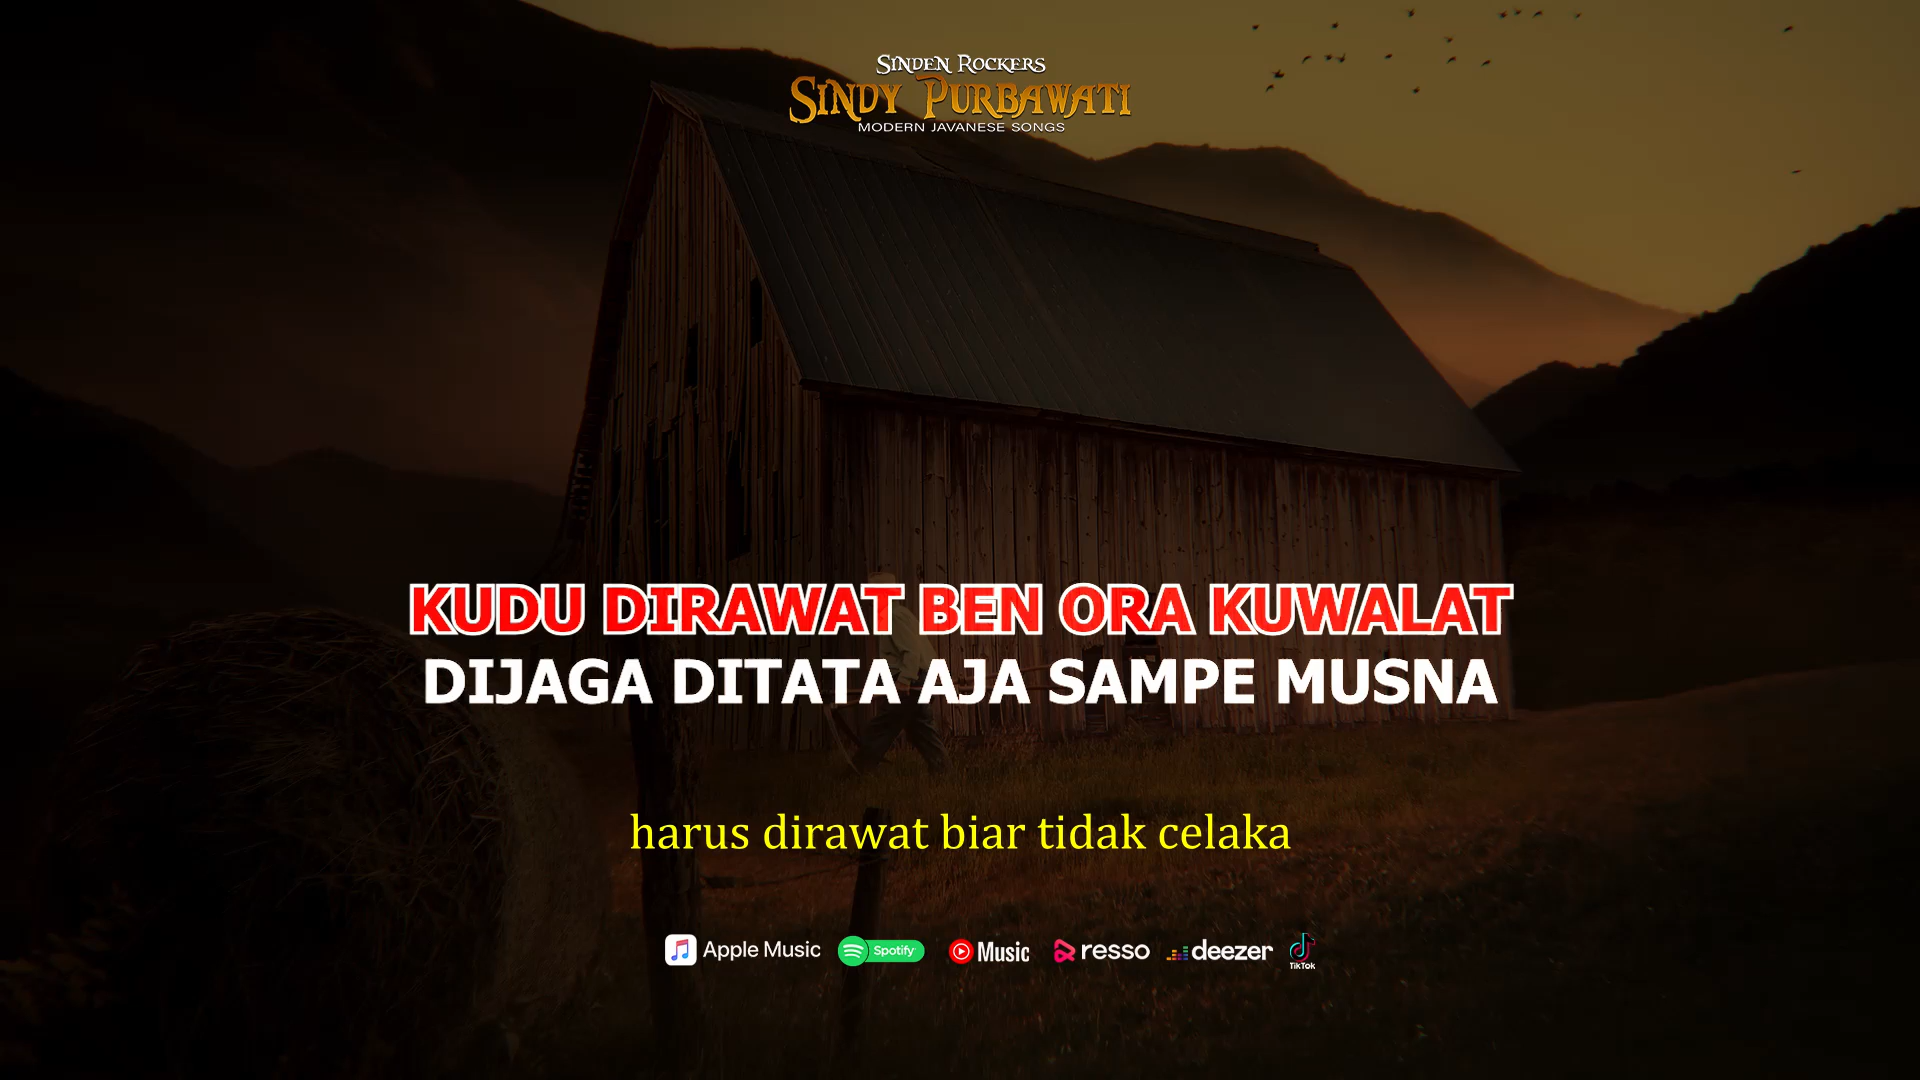 SINDEN ROCKERS
SINDY PURBAWATI
MODERN JAVANESE SONGS
KUDU DIRAWAT BEN ORA KUWALAT
DIJAGA DITATA AJA SAMPE MUSNA
harus dirawat biar tidak celaka
Apple Music Spotify Music resso deezer TikTok